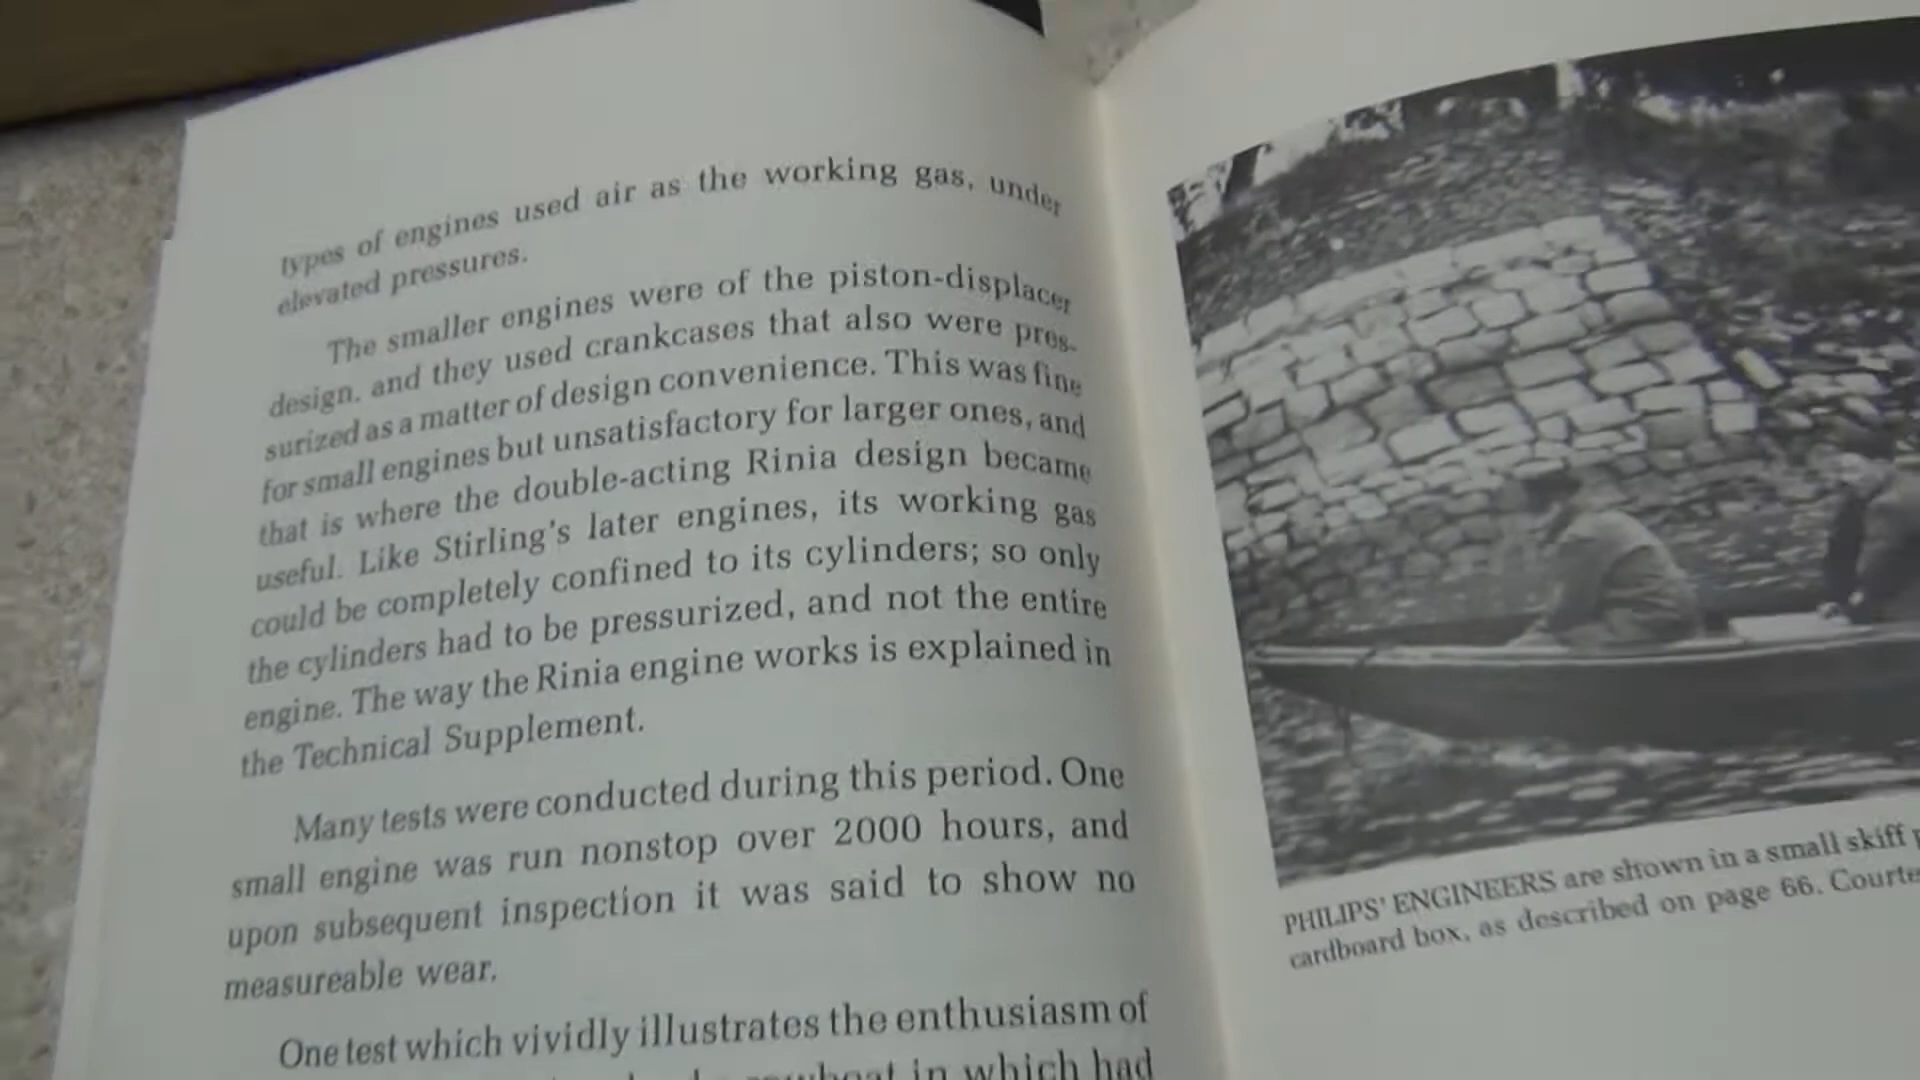 types of engines used air as the working gas, under
elevated pressures.
The smaller engines were of the piston-displacer
design, and they used crankcases that also were pres-
surized as a matter of design convenience. This was fine
for small engines but unsatisfactory for larger ones, and
that is where the double-acting Rinia design became
useful. Like Stirling's later engines, its working gas
could be completely confined to its cylinders; so only
the cylinders had to be pressurized, and not the entire
engine. The way the Rinia engine works is explained in
the Technical Supplement.
Many tests were conducted during this period. One
small engine was run nonstop over 2000 hours, and
upon subsequent inspection it was said to show no
measureable wear.
One test which vividly illustrates the enthusiasm of
rowboat in which had
PHILIPS' ENGINEERS are shown in a small skiff
cardboard box, as described on page 66. Courte